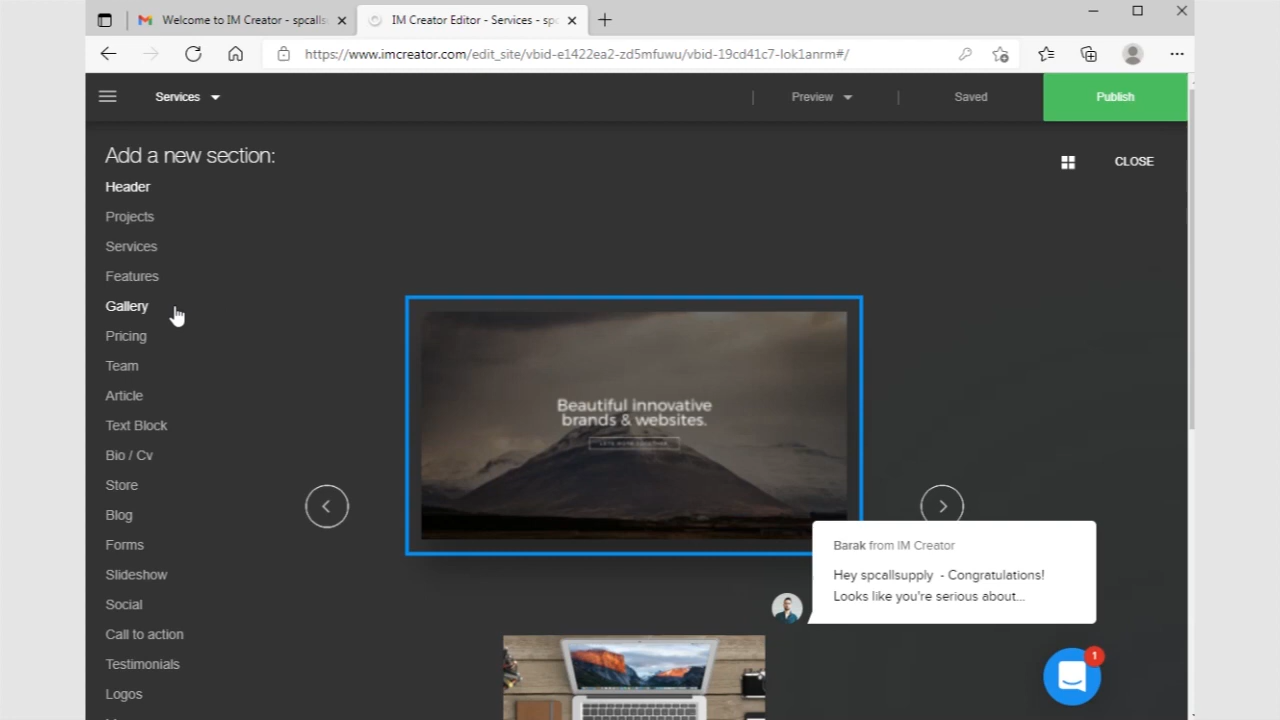 Welcome to IM Creator - spcalls
IM Creator Editor - Services - spc
https://www.imcreator.com/edit_site/vbid-e1422ea2-zd5mfuwu/vbid-19cd41c7-lok1anrm#/
Services
Preview
Saved
Publish
Add a new section:
CLOSE
Header
Projects
Services
Features
Gallery
Pricing
Team
Article
Text Block
Bio / Cv
Store
Blog
Forms
Slideshow
Social
Call to action
Testimonials
Logos
Beautiful innovative
brands & websites.
Barak from IM Creator
Hey spcallsupply - Congratulations!
Looks like you're serious about...
1